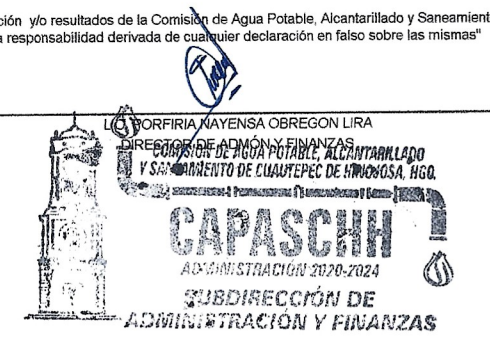 ción y/o resultados de la Comisión de Agua Potable, Alcantarillado y Saneamient
a responsabilidad derivada de cualquier declaración en falso sobre las mismas"
L.C. PORFIRIA NAYENSA OBREGON LIRA
DIRECTOR DE ADMÓN Y FINANZAS
COMISIÓN DE AGUA POTABLE, ALCANTARILLADO
Y SANEAMIENTO DE CUAUTEPEC DE HINOJOSA, HGO.
CAPASCHH
ADMINISTRACIÓN 2020-2024
SUBDIRECCIÓN DE
ADMINISTRACIÓN Y FINANZAS